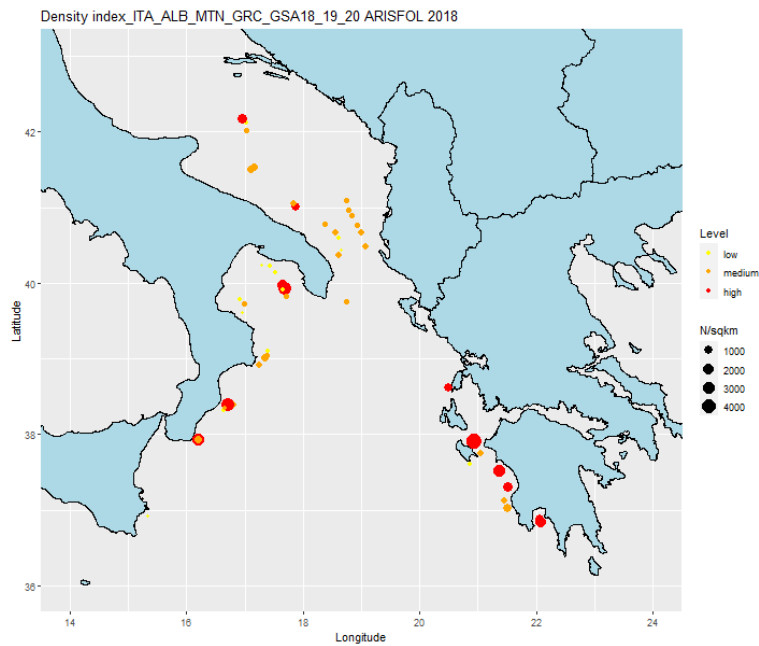 Density index_ITA_ALB_MTN_GRC_GSA18_19_20 ARISFOL 2018
42
40
38
36
Latitude
14
16
18
20
22
24
Longitude
Level
low
medium
high
N/sqkm
1000
2000
3000
4000